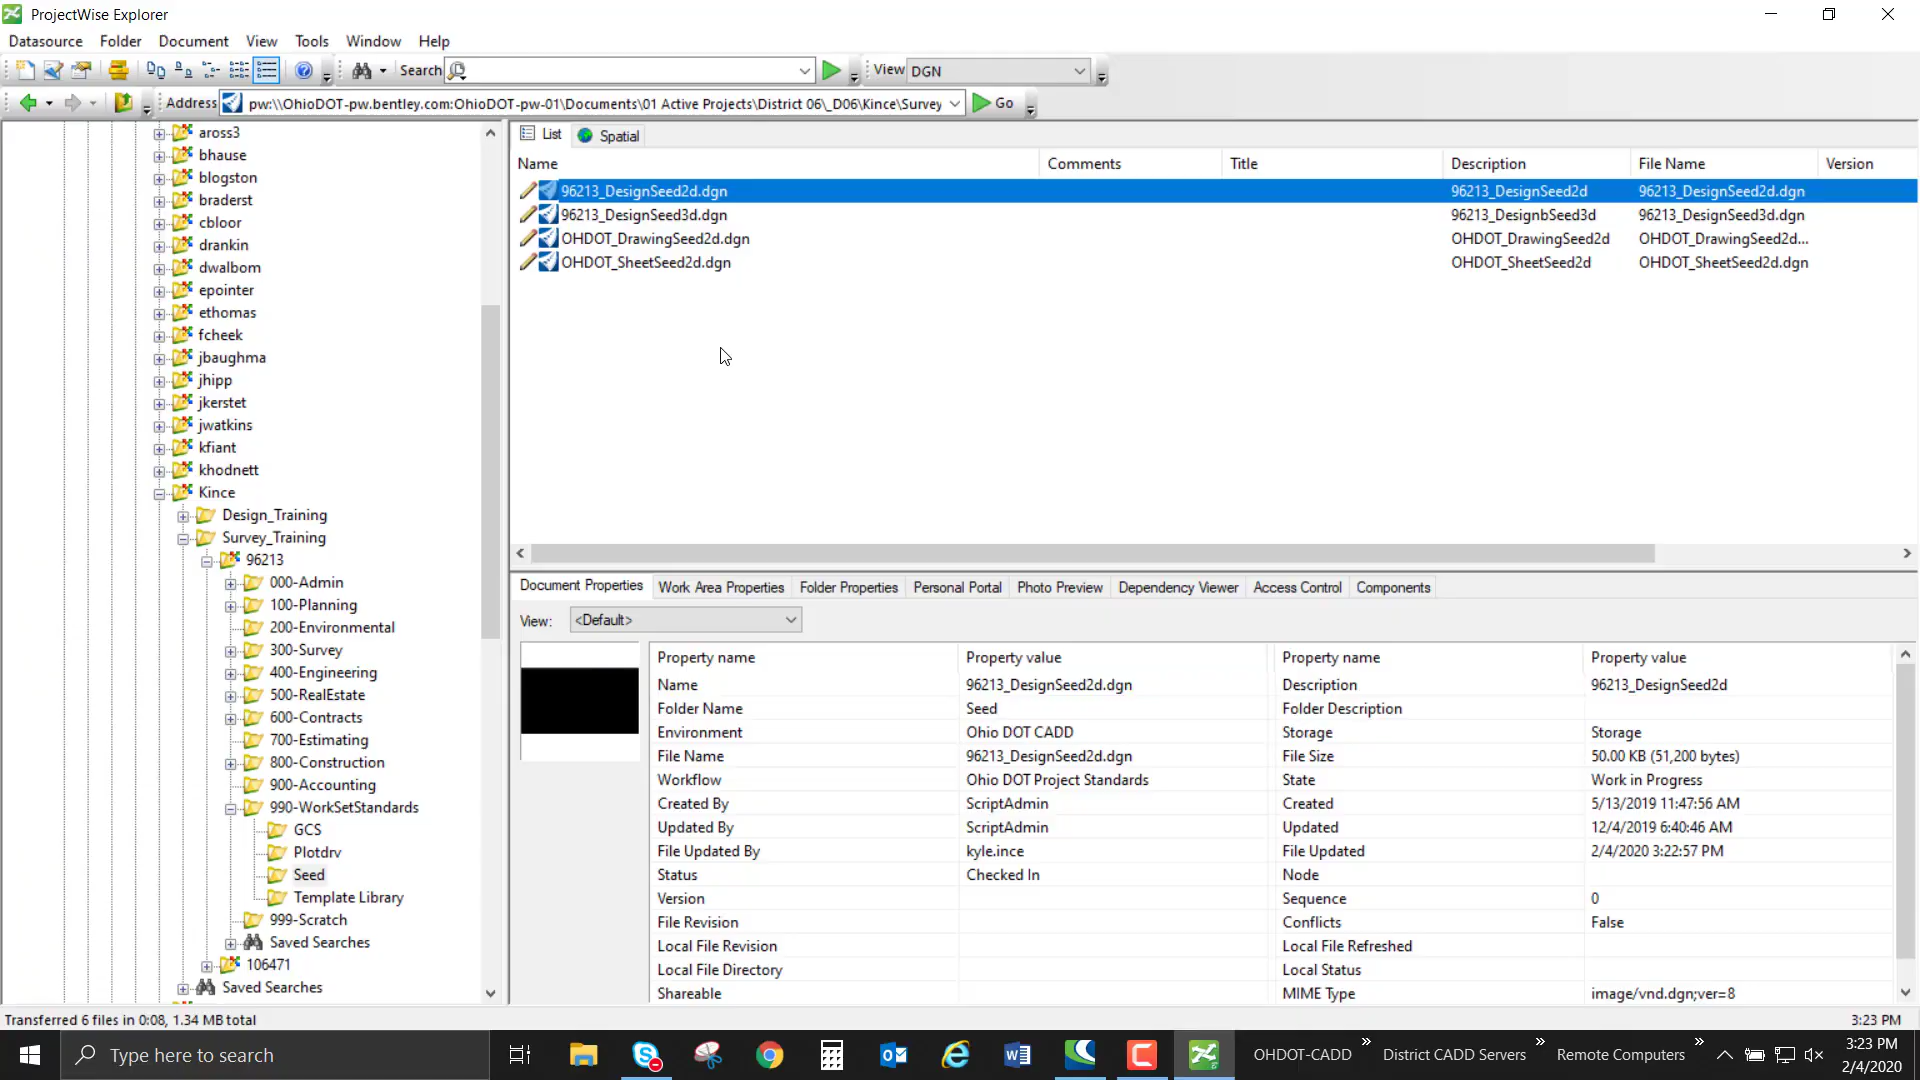 ProjectWise Explorer
Datasource Folder Document View Tools Window Help
Search View DGN
Address pw:\\OhioDOT-pw.bentley.com:OhioDOT-pw-01\Documents\01 Active Projects\District 06\_D06\Kince\Survey Go
aross3
bhause
blogston
braderst
cbloor
drankin
dwalbom
epointer
ethomas
fcheek
jbaughma
jhipp
jkerstet
jwatkins
kfiant
khodnett
Kince
Design_Training
Survey_Training
96213
000-Admin
100-Planning
200-Environmental
300-Survey
400-Engineering
500-RealEstate
600-Contracts
700-Estimating
800-Construction
900-Accounting
990-WorkSetStandards
GCS
Plotdrv
Seed
Template Library
999-Scratch
Saved Searches
106471
Saved Searches
List Spatial
Name Comments Title Description File Name Version
96213_DesignSeed2d.dgn 96213_DesignSeed2d 96213_DesignSeed2d.dgn
96213_DesignSeed3d.dgn 96213_DesignbSeed3d 96213_DesignSeed3d.dgn
OHDOT_DrawingSeed2d.dgn OHDOT_DrawingSeed2d OHDOT_DrawingSeed2d...
OHDOT_SheetSeed2d.dgn OHDOT_SheetSeed2d OHDOT_SheetSeed2d.dgn
Document Properties Work Area Properties Folder Properties Personal Portal Photo Preview Dependency Viewer Access Control Components
View: <Default>
Property name Property value Property name Property value
Name 96213_DesignSeed2d.dgn Description 96213_DesignSeed2d
Folder Name Seed Folder Description
Environment Ohio DOT CADD Storage Storage
File Name 96213_DesignSeed2d.dgn File Size 50.00 KB (51,200 bytes)
Workflow Ohio DOT Project Standards State Work in Progress
Created By ScriptAdmin Created 5/13/2019 11:47:56 AM
Updated By ScriptAdmin Updated 12/4/2019 6:40:46 AM
File Updated By kyle.ince File Updated 2/4/2020 3:22:57 PM
Status Checked In Node
Version Sequence 0
File Revision Conflicts False
Local File Revision Local File Refreshed
Local File Directory Local Status
Shareable MIME Type image/vnd.dgn;ver=8
Transferred 6 files in 0:08, 1.34 MB total 3:23 PM
Type here to search OHDOT-CADD » District CADD Servers » Remote Computers » 3:23 PM
2/4/2020